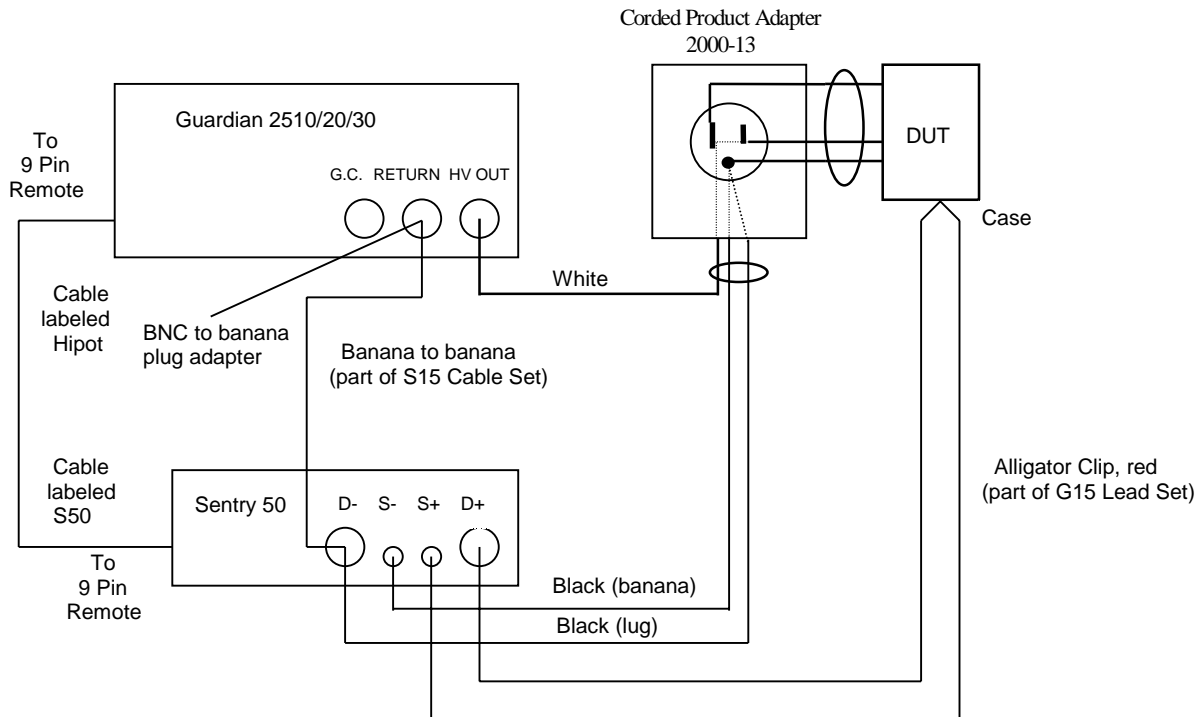 Corded Product Adapter
2000-13
Guardian 2510/20/30
G.C. RETURN HV OUT
To
9 Pin
Remote
DUT
Case
White
Cable
labeled
Hipot
BNC to banana
plug adapter
Banana to banana
(part of S15 Cable Set)
Cable
labeled
S50
Sentry 50
D- S- S+ D+
Alligator Clip, red
(part of G15 Lead Set)
To
9 Pin
Remote
Black (banana)
Black (lug)